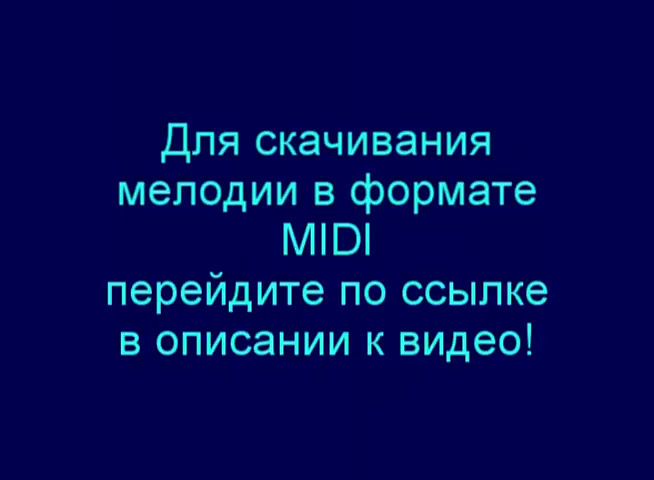 Для скачивания
мелодии в формате
MIDI
перейдите по ссылке
в описании к видео!